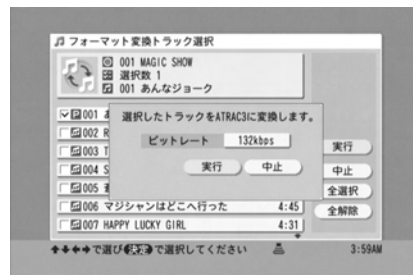 フォーマット変換トラック選択
001 MAGIC SHOW
選択数 1
001 あんなジョーク
001
002 R
003 T
004 S
005
006 マジシャンはどこへ行った 4:45
007 HAPPY LUCKY GIRL 4:31
選択したトラックをATRAC3に変換します。
ビットレート 132kbps
実行 中止
実行
中止
全選択
全解除
で選び 決定 で選択してください 3:59AM